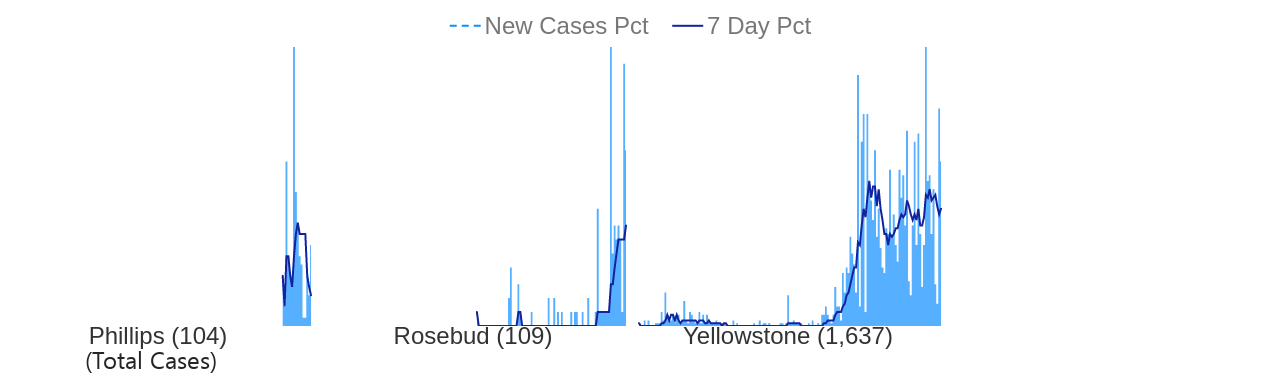 New Cases Pct 7 Day Pct
Phillips (104) Rosebud (109) Yellowstone (1,637)
(Total Cases)